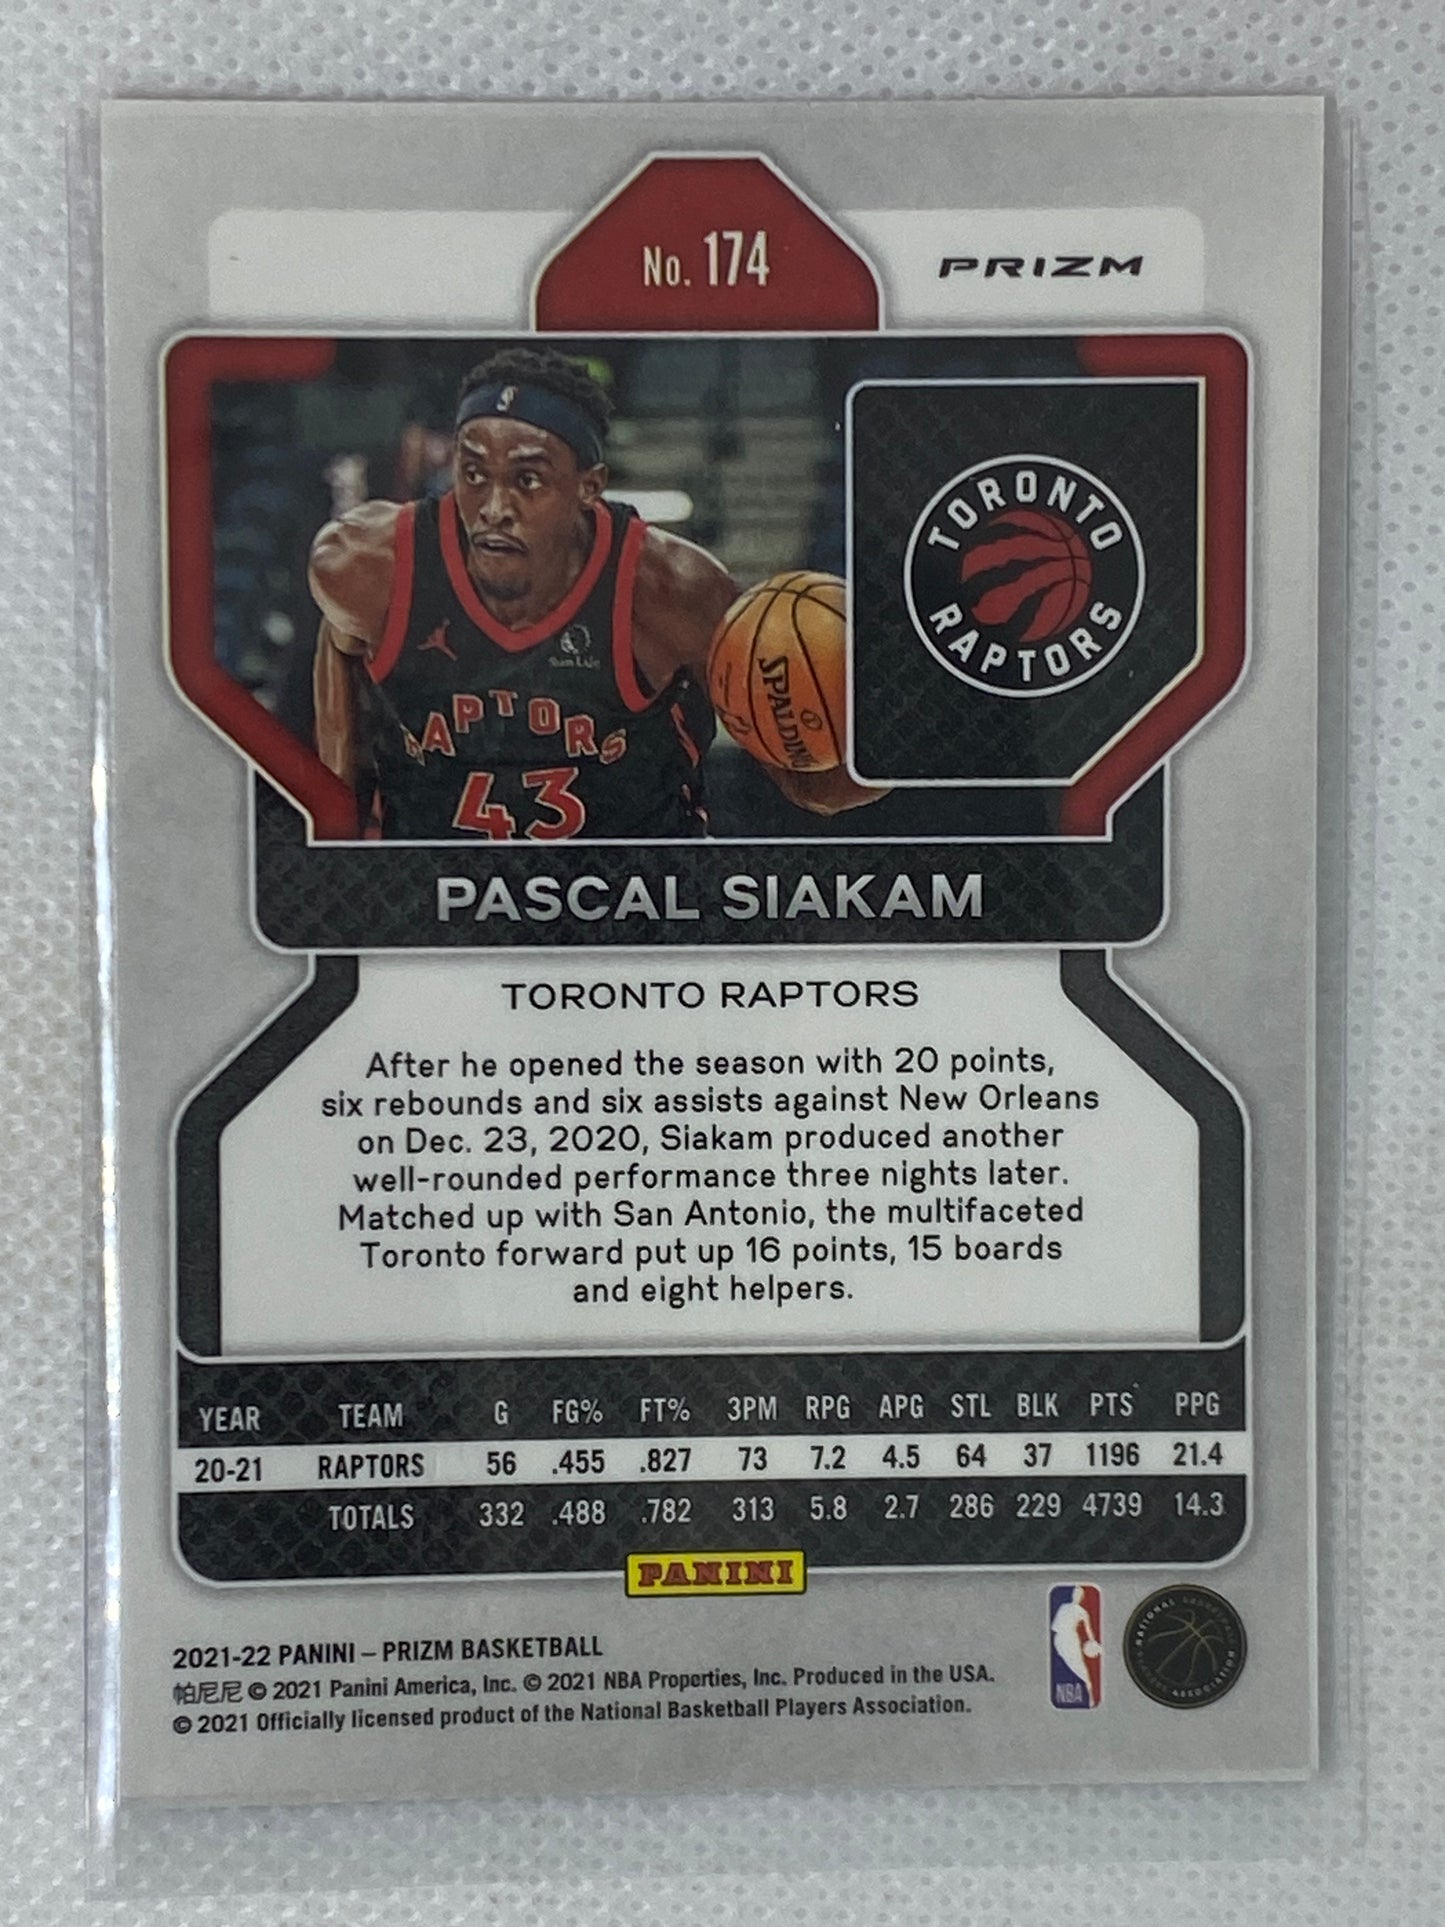 No. 174
PRIZM
TORONTO
RAPTORS
SPALDING
RAPTORS
43
PASCAL SIAKAM
TORONTO RAPTORS
After he opened the season with 20 points,
six rebounds and six assists against New Orleans
on Dec. 23, 2020, Siakam produced another
well-rounded performance three nights later.
Matched up with San Antonio, the multifaceted
Toronto forward put up 16 points, 15 boards
and eight helpers.
YEAR TEAM G FG% FT% 3PM RPG APG STL BLK PTS PPG
20-21 RAPTORS 56 .455 .827 73 7.2 4.5 64 37 1196 21.4
TOTALS 332 .488 .782 313 5.8 2.7 286 229 4739 14.3
PANINI
2021-22 PANINI – PRIZM BASKETBALL
帕尼尼 © 2021 Panini America, Inc. © 2021 NBA Properties, Inc. Produced in the USA.
© 2021 Officially licensed product of the National Basketball Players Association.
NBA
NATIONAL BASKETBALL
PLAYERS ASSOCIATION